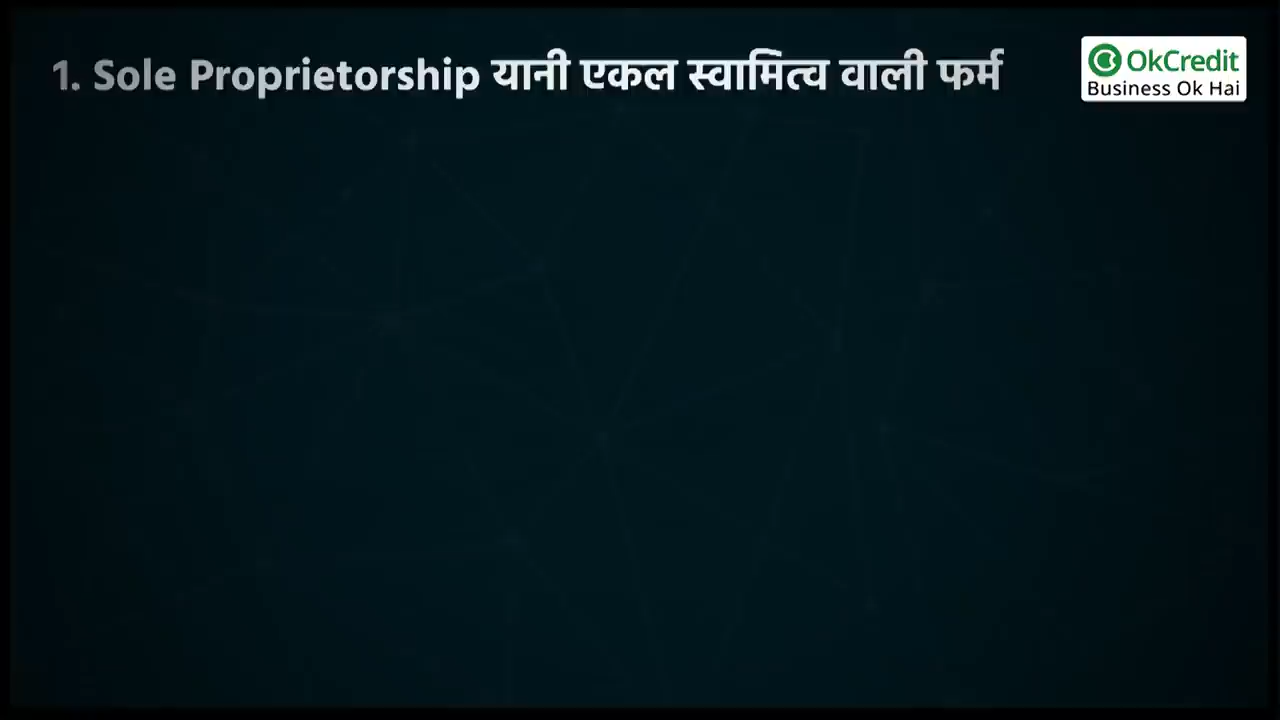 1. Sole Proprietorship यानी एकल स्वामित्व वाली फर्म
OkCredit
Business Ok Hai